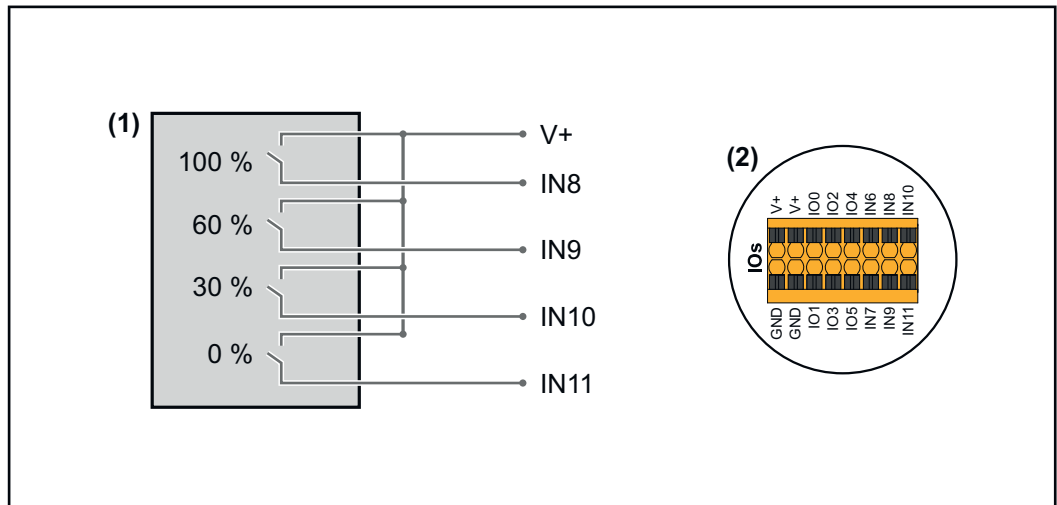 (1)
100 %
60 %
30 %
0 %
V+
IN8
IN9
IN10
IN11
(2)
IOs
V+
V+
IO0
IO2
IO4
IN6
IN8
IN10
GND
GND
IO1
IO3
IO5
IN7
IN9
IN11